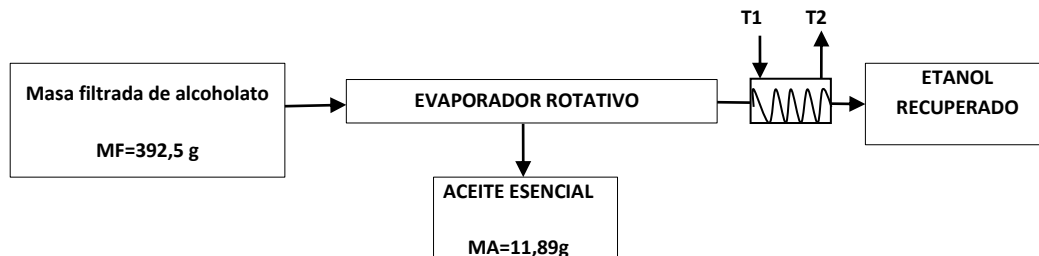 T1
T2
Masa filtrada de alcoholato
MF=392,5 g
EVAPORADOR ROTATIVO
ETANOL
RECUPERADO
ACEITE ESENCIAL
MA=11,89g